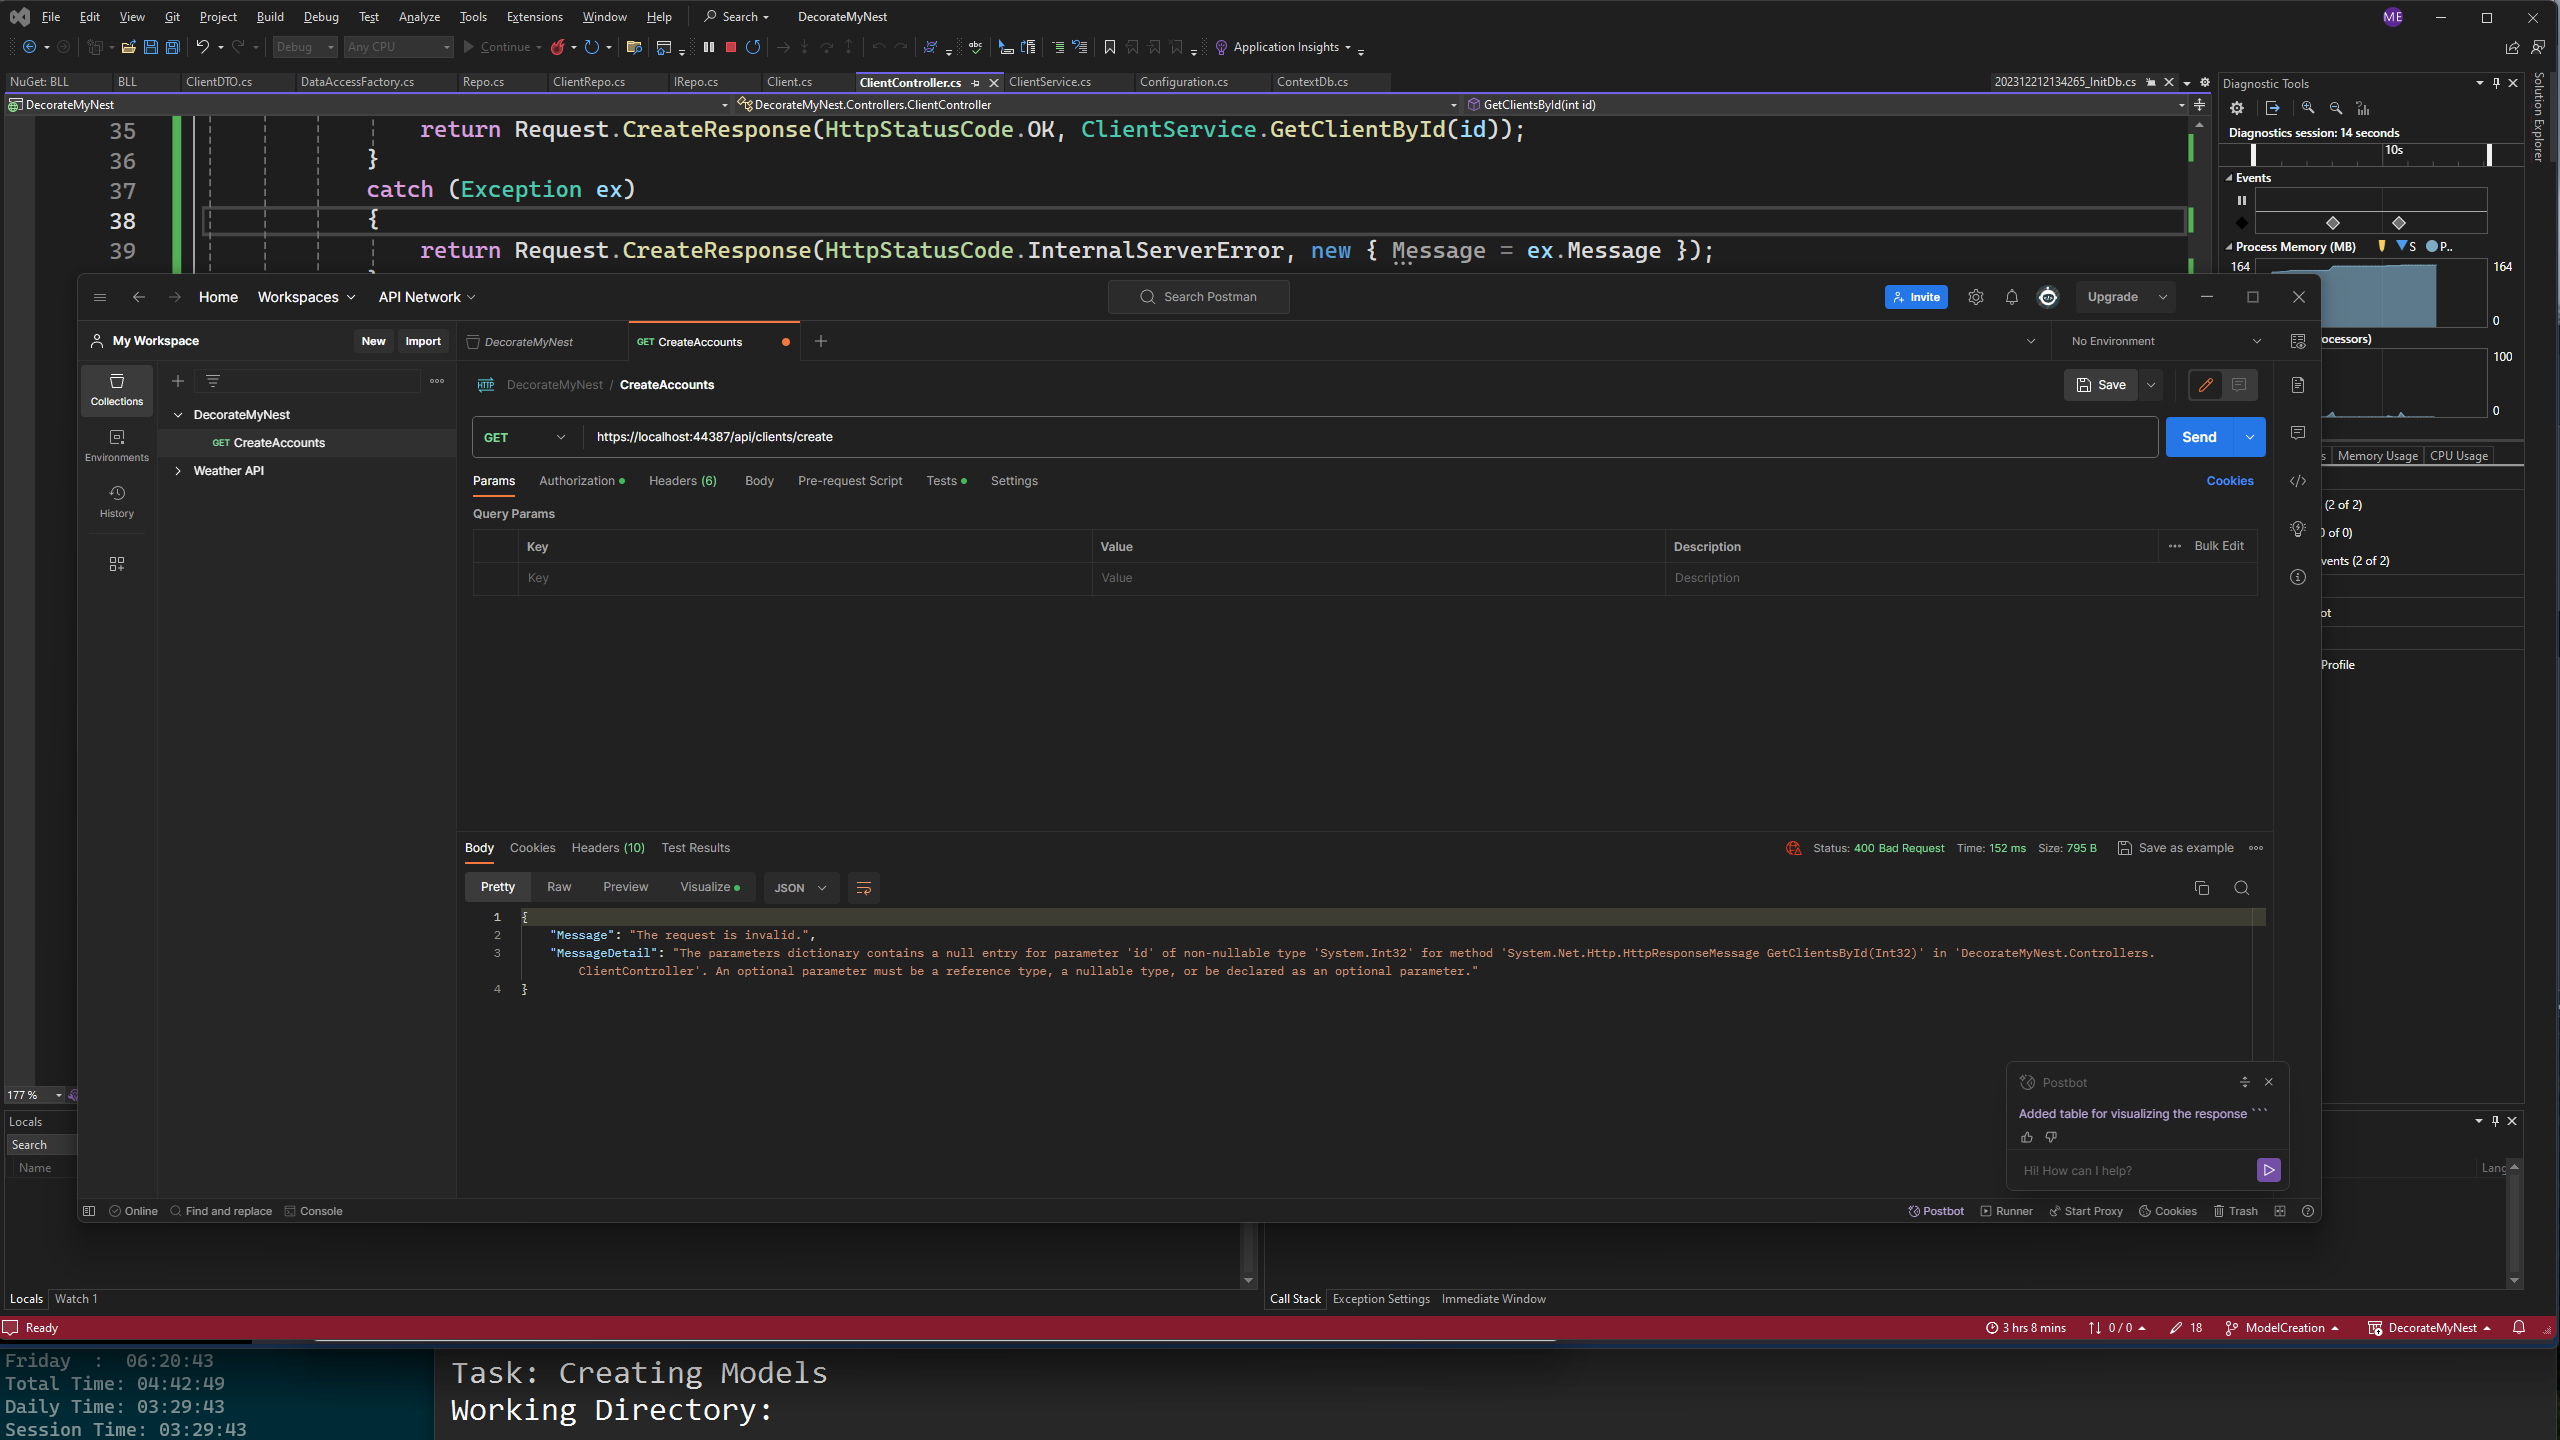 File Edit View Git Project Build Debug Test Analyze Tools Extensions Window Help Search DecorateMyNest ME
Debug Any CPU Continue Application Insights
NuGet: BLL BLL ClientDTO.cs DataAccessFactory.cs Repo.cs ClientRepo.cs IRepo.cs Client.cs ClientController.cs ClientService.cs Configuration.cs ContextDb.cs 202312212134265_InitDb.cs
DecorateMyNest DecorateMyNest.Controllers.ClientController GetClientsById(int id)
35 return Request.CreateResponse(HttpStatusCode.OK, ClientService.GetClientById(id));
36 }
37 catch (Exception ex)
38 {
39 return Request.CreateResponse(HttpStatusCode.InternalServerError, new { Message = ex.Message });
Diagnostic Tools
Solution Explorer
Diagnostics session: 14 seconds
10s
Events
Process Memory (MB) S P..
164 164
0
ocessors)
100
0
Memory Usage CPU Usage
(2 of 2)
of 0)
vents (2 of 2)
ot
Profile
Home Workspaces API Network Search Postman Invite Upgrade
My Workspace New Import DecorateMyNest GET CreateAccounts No Environment
Collections
Environments
History
DecorateMyNest
GET CreateAccounts
Weather API
HTTP DecorateMyNest / CreateAccounts Save
GET https://localhost:44387/api/clients/create Send
Params Authorization Headers (6) Body Pre-request Script Tests Settings Cookies
Query Params
Key Value Description Bulk Edit
Key Value Description
Body Cookies Headers (10) Test Results Status: 400 Bad Request Time: 152 ms Size: 795 B Save as example
Pretty Raw Preview Visualize JSON
1 {
2 "Message": "The request is invalid.",
3 "MessageDetail": "The parameters dictionary contains a null entry for parameter 'id' of non-nullable type 'System.Int32' for method 'System.Net.Http.HttpResponseMessage GetClientsById(Int32)' in 'DecorateMyNest.Controllers.
ClientController'. An optional parameter must be a reference type, a nullable type, or be declared as an optional parameter."
4 }
Postbot
Added table for visualizing the response ```
Hi! How can I help?
Online Find and replace Console Postbot Runner Start Proxy Cookies Trash
177 %
Locals
Search
Name
Lang
Locals Watch 1
Call Stack Exception Settings Immediate Window
Ready 3 hrs 8 mins 0 / 0 18 ModelCreation DecorateMyNest
Friday : 06:20:43
Total Time: 04:42:49
Daily Time: 03:29:43
Session Time: 03:29:43
Task: Creating Models
Working Directory: